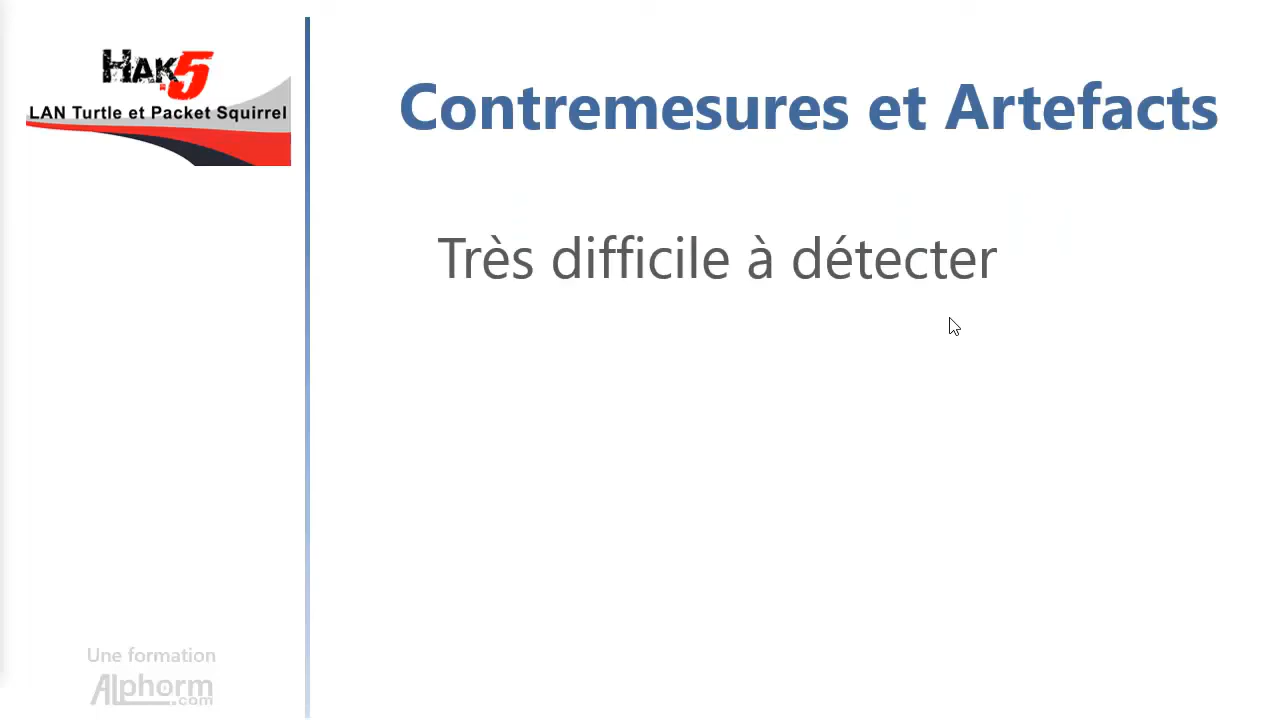 Hak5
LAN Turtle et Packet Squirrel
Contremesures et Artefacts
Très difficile à détecter
Une formation
Alphorm
.com